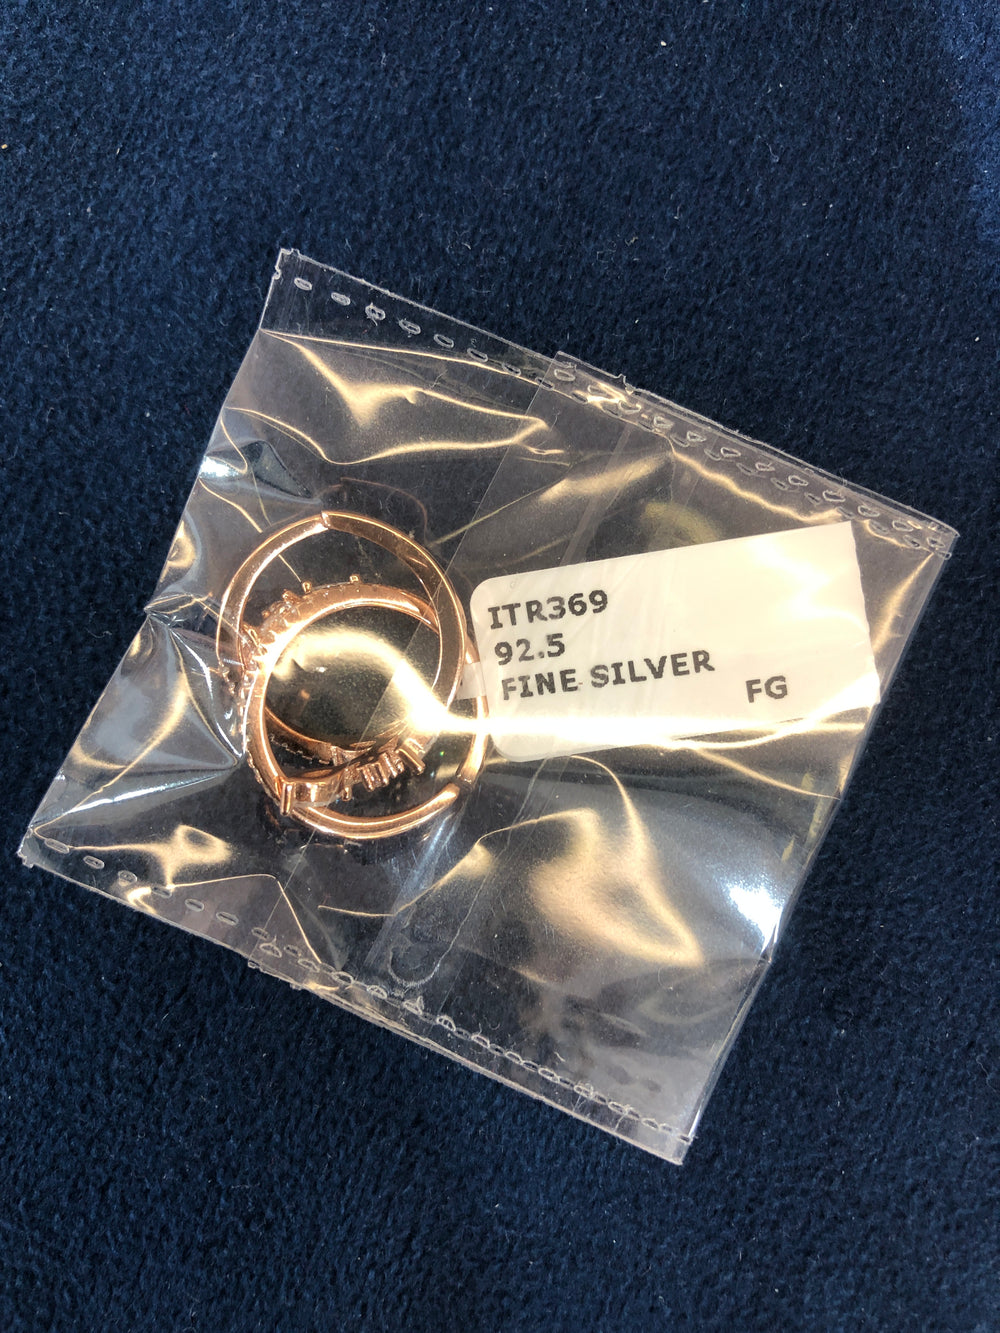 ITR369
92.5
FINE SILVER
FG